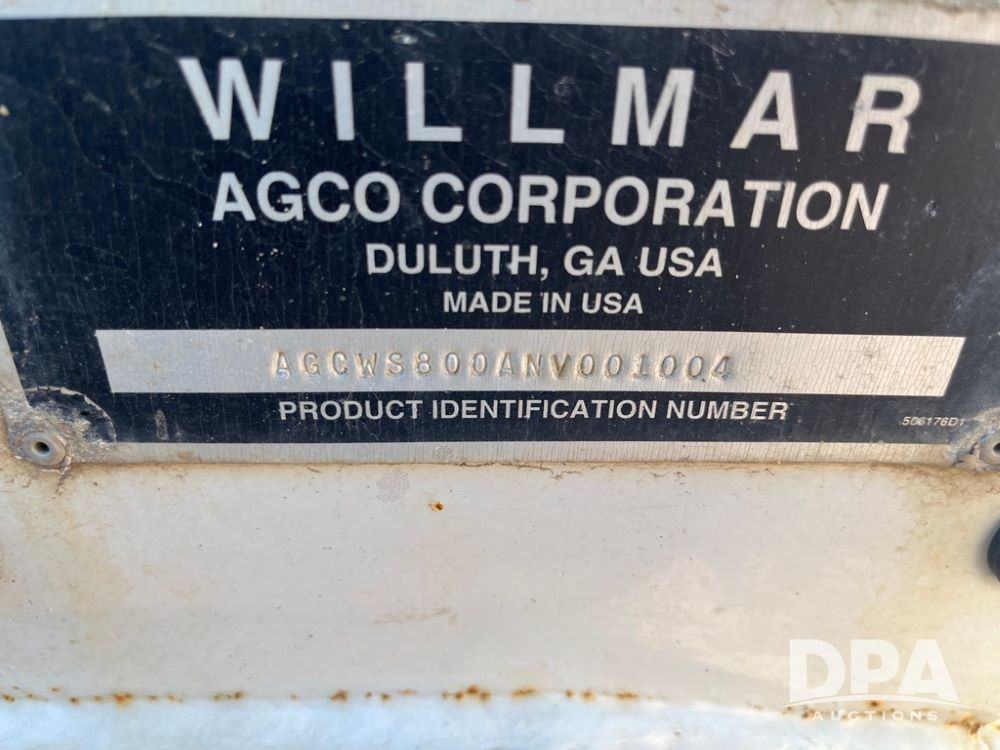 WILLMAR
AGCO CORPORATION
DULUTH, GA USA
MADE IN USA
AGCWS800ANV001004
PRODUCT IDENTIFICATION NUMBER
506176D1
DPA
AUCTIONS